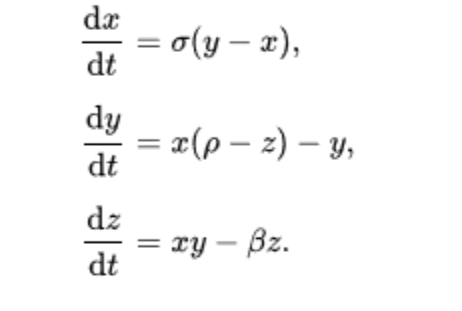 dx/dt = σ(y − x),
dy/dt = x(ρ − z) − y,
dz/dt = xy − βz.